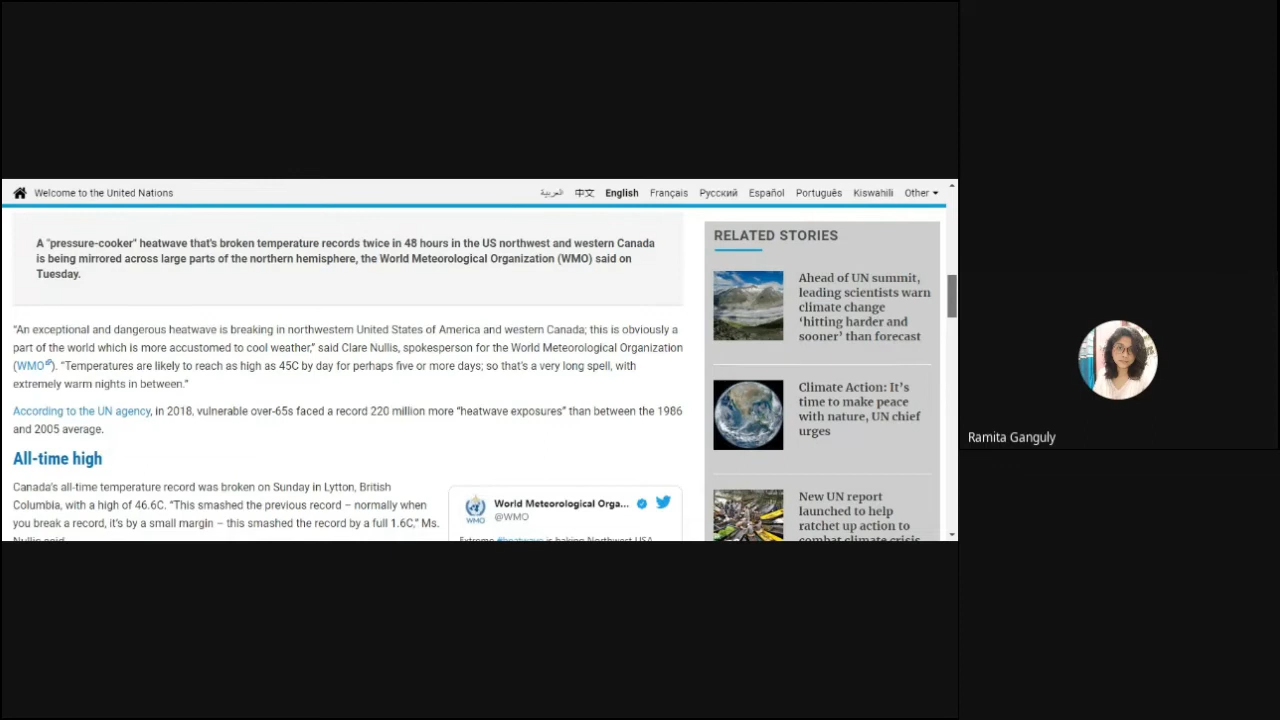 Welcome to the United Nations
العربية
中文
English
Français
Русский
Español
Português
Kiswahili
Other
A "pressure-cooker" heatwave that's broken temperature records twice in 48 hours in the US northwest and western Canada
is being mirrored across large parts of the northern hemisphere, the World Meteorological Organization (WMO) said on
Tuesday.
“An exceptional and dangerous heatwave is breaking in northwestern United States of America and western Canada; this is obviously a
part of the world which is more accustomed to cool weather,” said Clare Nullis, spokesperson for the World Meteorological Organization
(WMO). “Temperatures are likely to reach as high as 45C by day for perhaps five or more days; so that’s a very long spell, with
extremely warm nights in between.”
According to the UN agency, in 2018, vulnerable over-65s faced a record 220 million more “heatwave exposures” than between the 1986
and 2005 average.
All-time high
Canada’s all-time temperature record was broken on Sunday in Lytton, British
Columbia, with a high of 46.6C. “This smashed the previous record – normally when
you break a record, it’s by a small margin – this smashed the record by a full 1.6C,” Ms.
Nullis said
WMO
World Meteorological Orga...
@WMO
Extreme #heatwave is baking Northwest USA
RELATED STORIES
Ahead of UN summit,
leading scientists warn
climate change
‘hitting harder and
sooner’ than forecast
Climate Action: It’s
time to make peace
with nature, UN chief
urges
New UN report
launched to help
ratchet up action to
combat climate crisis
Ramita Ganguly